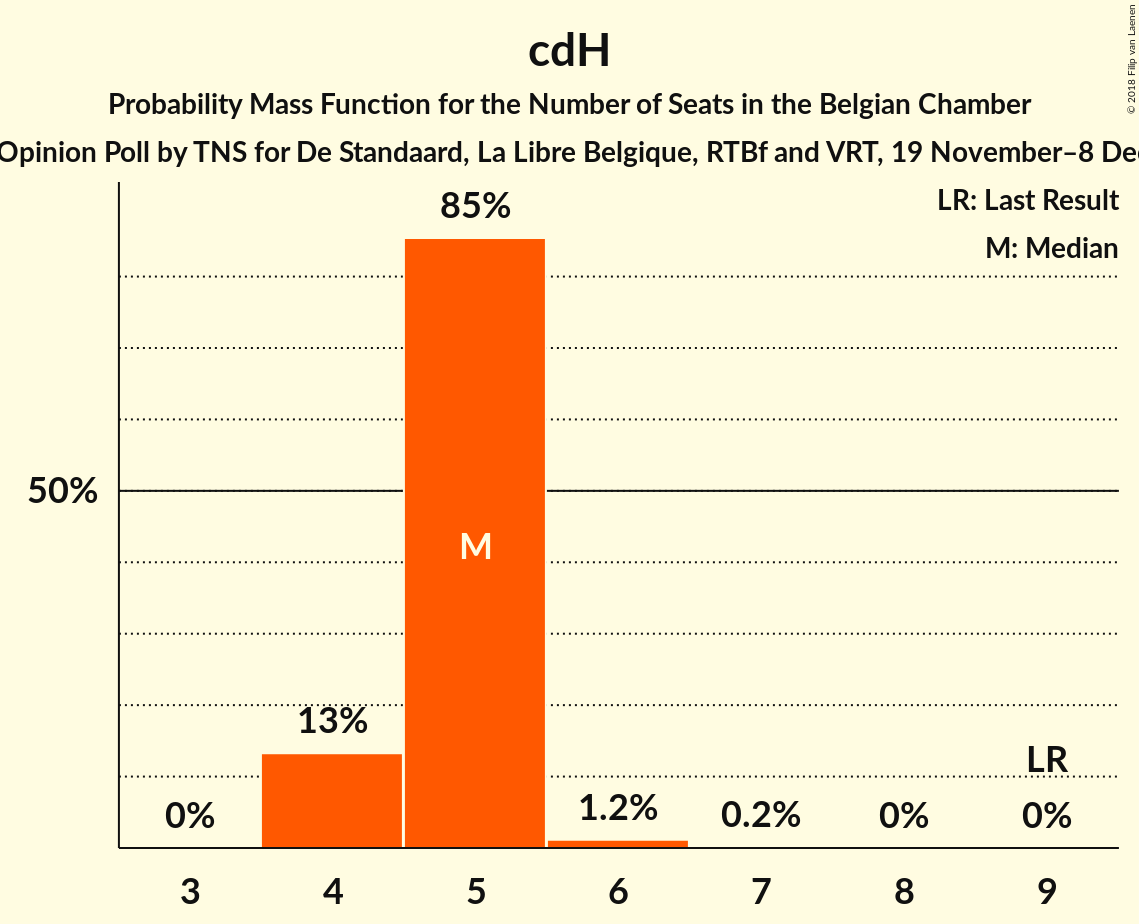 cdH
Probability Mass Function for the Number of Seats in the Belgian Chamber
Opinion Poll by TNS for De Standaard, La Libre Belgique, RTBf and VRT, 19 November–8
© 2018 Filip van Laenen
LR: Last Result
M: Median
85%
50%
M
13%
LR
0%
1.2%
0.2%
0%
0%
3 4 5 6 7 8 9